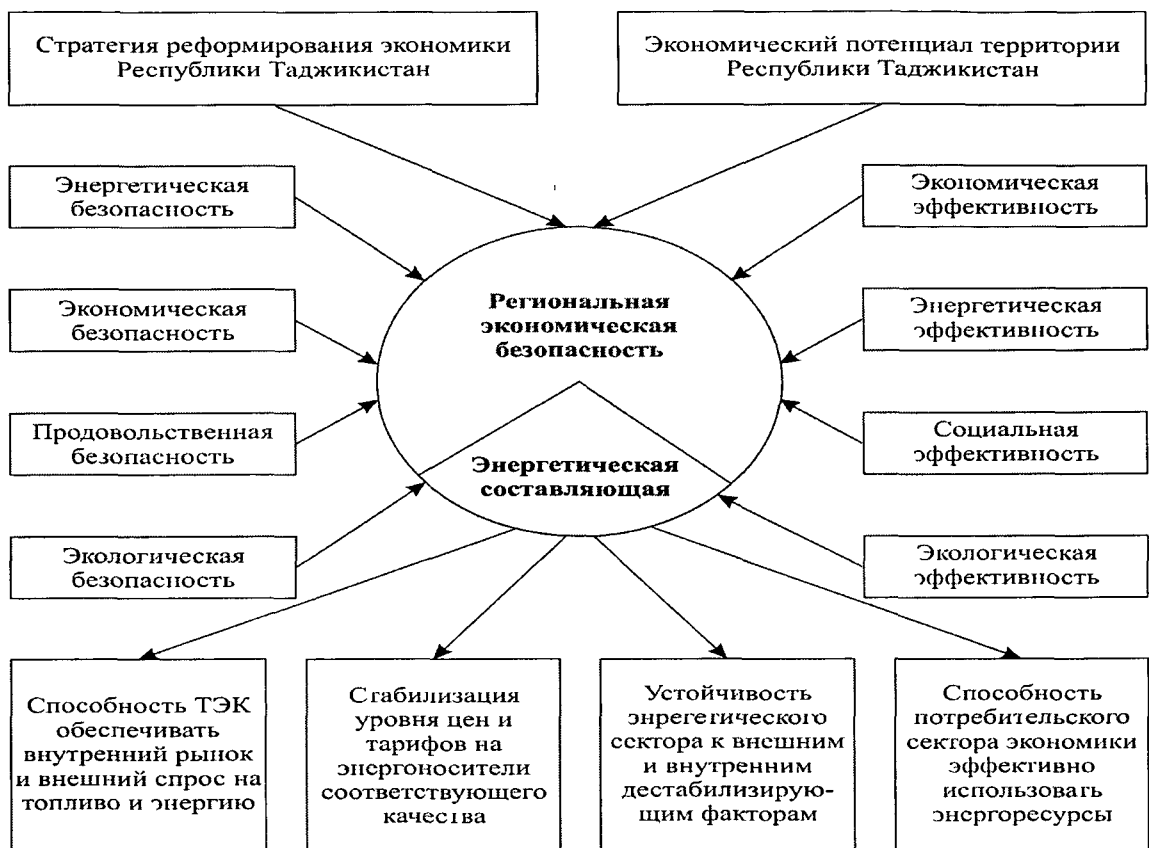 Стратегия реформирования экономики
Республики Таджикистан
Экономический потенциал территории
Республики Таджикистан
Энергетическая
безопасность
Экономическая
эффективность
Региональная
экономическая
безопасность
Экономическая
безопасность
Энергетическая
эффективность
Продовольственная
безопасность
Социальная
эффективность
Энергетическая
составляющая
Экологическая
безопасность
Экологическая
эффективность
Способность ТЭК
обеспечивать
внутренний рынок
и внешний спрос на
топливо и энергию
Стабилизация
уровня цен и
тарифов на
энергоносители
соответствующего
качества
Устойчивость
энрегетического
сектора к внешним
и внутренним
дестабилизирую-
щим факторам
Способность
потребительского
сектора экономики
эффективно
использовать
энергоресурсы